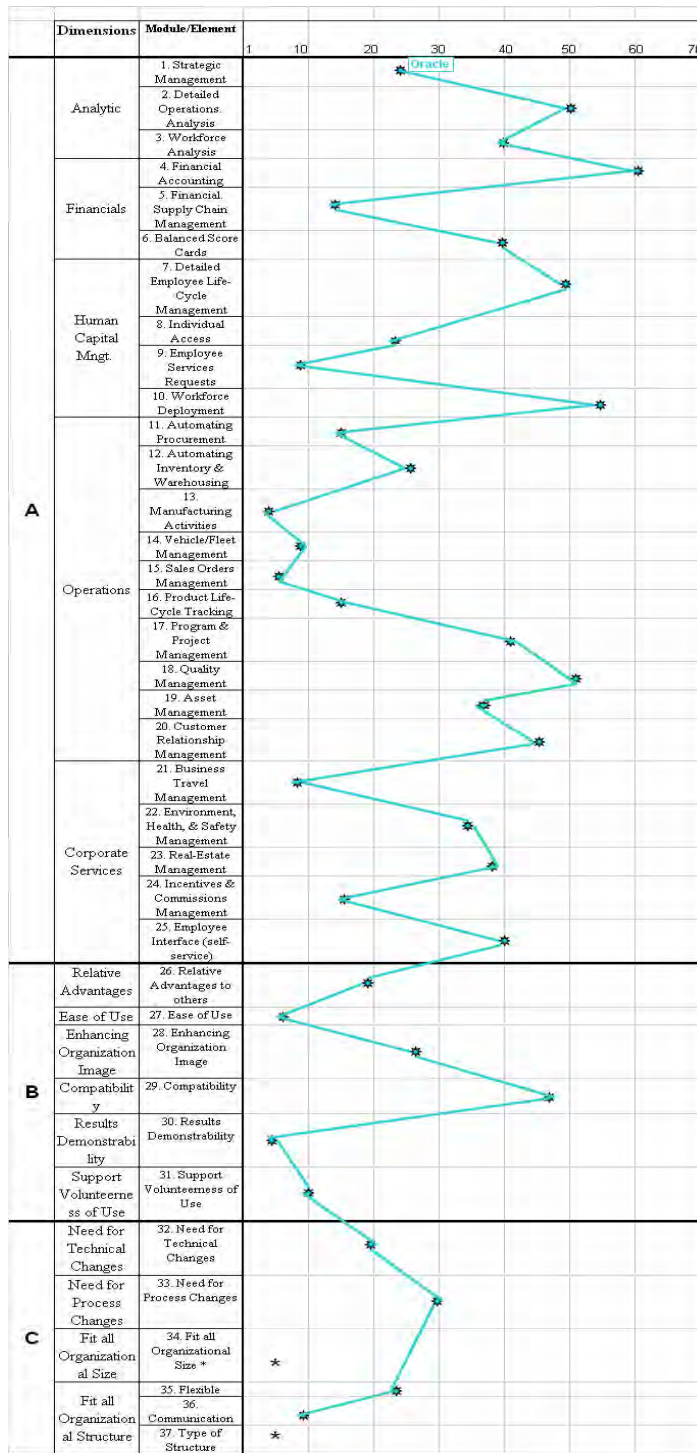 Dimensions Module/Element
1 10 20 30 40 50 60 70
Oracle
A
Analytic
1. Strategic
Management
2. Detailed
Operations.
Analysis
3. Workforce
Analysis
Financials
4. Financial
Accounting
5. Financial.
Supply Chain
Management
6. Balanced Score
Cards
Human
Capital
Mngt.
7. Detailed
Employee Life-
Cycle
Management
8. Individual
Access
9. Employee
Services
Requests
10. Workforce
Deployment
Operations
11. Automating
Procurement
12. Automating
Inventory &
Warehousing
13.
Manufacturing
Activities
14. Vehicle/Fleet
Management
15. Sales Orders
Management
16. Product Life-
Cycle Tracking
17. Program &
Project
Management
18. Quality
Management
19. Asset
Management
20. Customer
Relationship
Management
Corporate
Services
21. Business
Travel
Management
22. Environment,
Health, & Safety
Management
23. Real-Estate
Management
24. Incentives &
Commissions
Management
25. Employee
Interface (self-
service)
B
Relative
Advantages
26. Relative
Advantages to
others
Ease of Use
27. Ease of Use
Enhancing
Organization
Image
28. Enhancing
Organization
Image
Compatibilit
y
29. Compatibility
Results
Demonstrabi
lity
30. Results
Demonstrability
Support
Volunteerne
ss of Use
31. Support
Volunteerness of
Use
C
Need for
Technical
Changes
32. Need for
Technical
Changes
Need for
Process
Changes
33. Need for
Process Changes
Fit all
Organization
al Size
34. Fit all
Organizational
Size *
*
Fit all
Organization
al Structure
35. Flexible
36.
Communication
37. Type of
Structure
*